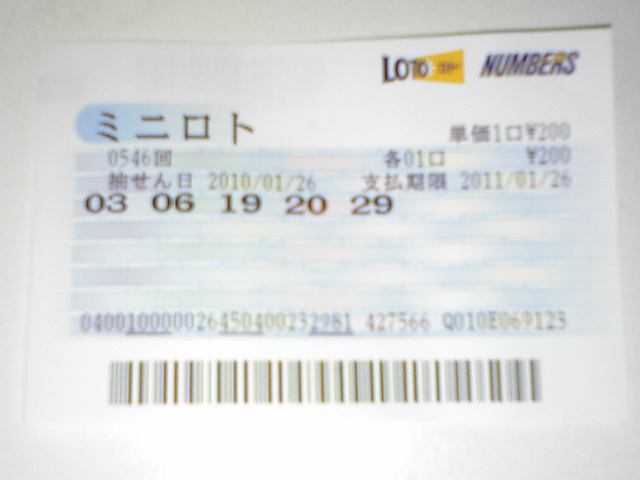 LOTO NUMBERS
ミニロト 単価1口¥200
0546回 各01口 ¥200
抽せん日 2010/01/26 支払期限 2011/01/26
03 06 19 20 29
040010000026450400232981 427566 Q010E069123